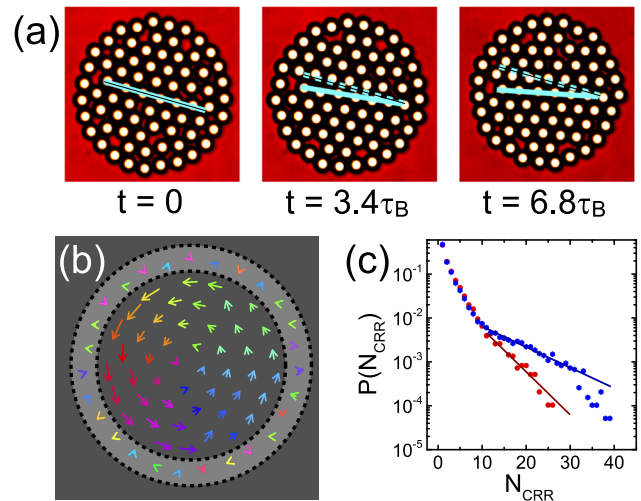 (a)
t = 0
t = 3.4τB
t = 6.8τB
(b)
(c)
P(NCRR)
10-1
10-2
10-3
10-4
10-5
0 10 20 30 40
NCRR